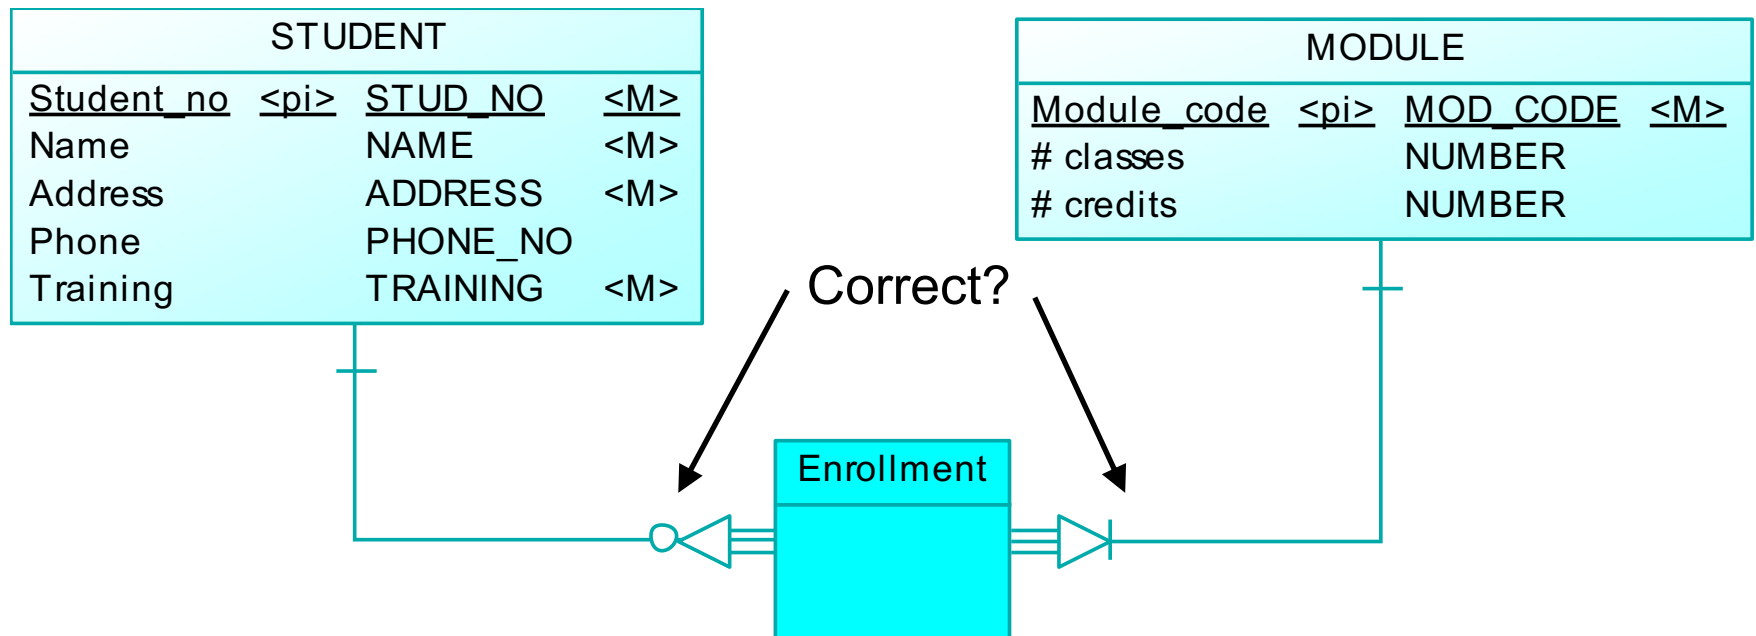 STUDENT
Student_no <pi> STUD_NO <M>
Name NAME <M>
Address ADDRESS <M>
Phone PHONE_NO
Training TRAINING <M>
MODULE
Module_code <pi> MOD_CODE <M>
# classes NUMBER
# credits NUMBER
Correct?
Enrollment